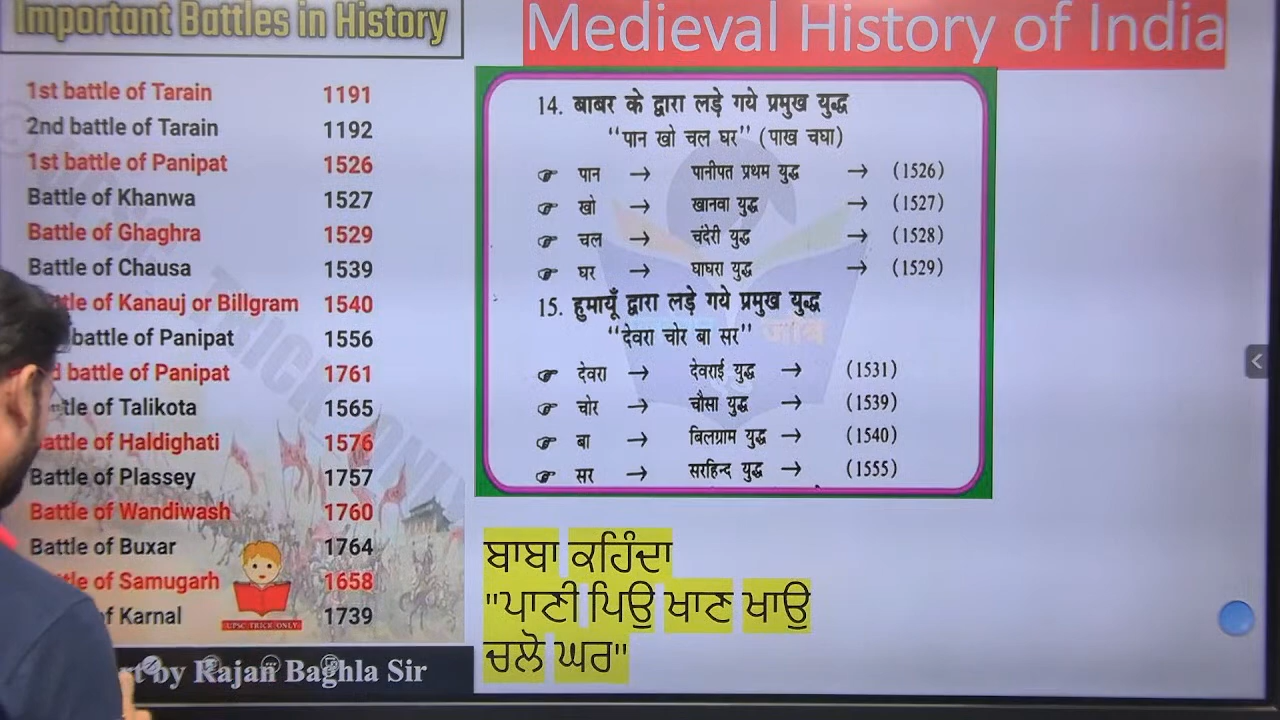 Important Battles in History
1st battle of Tarain 1191
2nd battle of Tarain 1192
1st battle of Panipat 1526
Battle of Khanwa 1527
Battle of Ghaghra 1529
Battle of Chausa 1539
ttle of Kanauj or Billgram 1540
battle of Panipat 1556
d battle of Panipat 1761
tle of Talikota 1565
attle of Haldighati 1576
Battle of Plassey 1757
Battle of Wandiwash 1760
Battle of Buxar 1764
tle of Samugarh 1658
of Karnal 1739
UPSC TRICK ONLY
by Rajan Baghla Sir
Medieval History of India
14. बाबर के द्वारा लड़े गये प्रमुख युद्ध
“पान खो चल घर” (पाख चघा)
पान → पानीपत प्रथम युद्ध → (1526)
खो → खानवा युद्ध → (1527)
चल → चंदेरी युद्ध → (1528)
घर → घाघरा युद्ध → (1529)
15. हुमायूँ द्वारा लड़े गये प्रमुख युद्ध
“देवरा चोर बा सर”
देवरा → देवराई युद्ध → (1531)
चोर → चौसा युद्ध → (1539)
बा → बिलग्राम युद्ध → (1540)
सर → सरहिन्द युद्ध → (1555)
ਬਾਬਾ ਕਹਿੰਦਾ
"ਪਾਣੀ ਪਿਉ ਖਾਣ ਖਾਉ
ਚਲੋ ਘਰ"